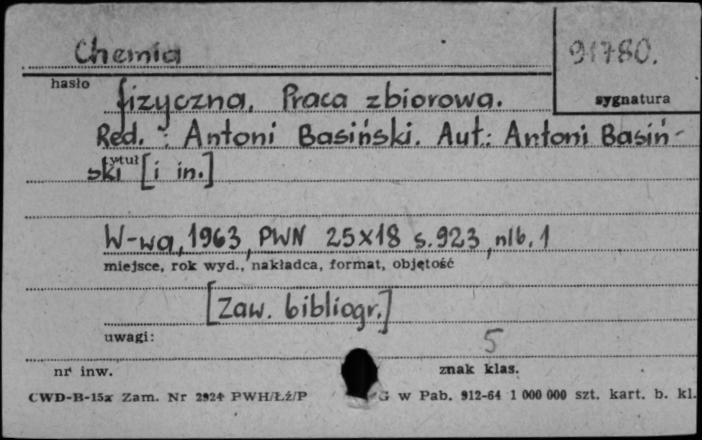 Chemia
91780.
hasło
sygnatura
fizyczna. Praca zbiorowa.
Red. : Antoni Basiński. Aut.: Antoni Basiń-
tytuł
ski [i in.]
W-wa, 1963, PWN 25x18 s. 923, nlb. 1
miejsce, rok wyd., nakładca, format, objętość
[Zaw. bibliogr.]
uwagi:
5
nr inw.
znak klas.
CWD-B-15a Zam. Nr 2924 PWH/Łź/P
G w Pab. 912-64 1 000 000 szt. kart. b. kl.